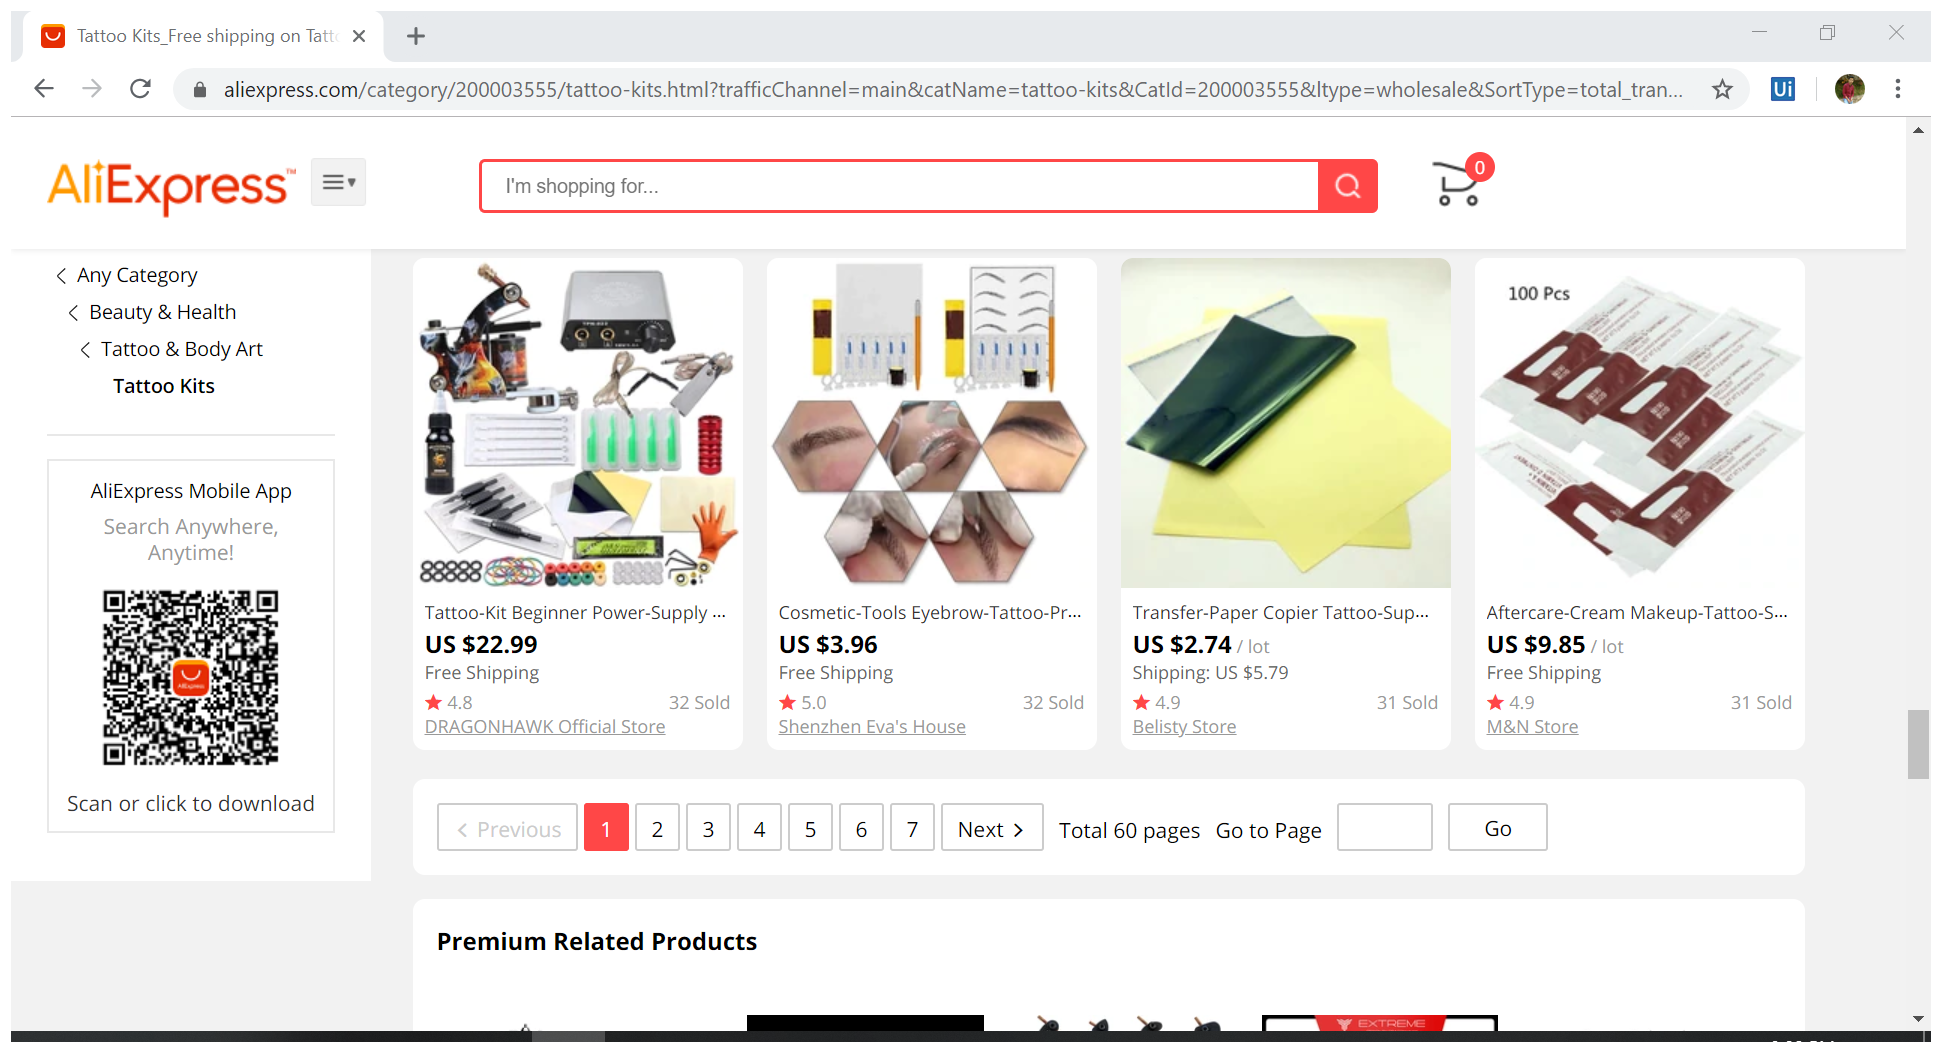 Tattoo Kits_Free shipping on Tatt
aliexpress.com/category/200003555/tattoo-kits.html?trafficChannel=main&catName=tattoo-kits&CatId=200003555&ltype=wholesale&SortType=total_tran...
Ui
AliExpress™
I'm shopping for...
0
Any Category
Beauty & Health
Tattoo & Body Art
Tattoo Kits
AliExpress Mobile App
Search Anywhere,
Anytime!
AliExpress
Scan or click to download
100 Pcs
Tattoo-Kit Beginner Power-Supply ...
US $22.99
Free Shipping
4.8
32 Sold
DRAGONHAWK Official Store
Cosmetic-Tools Eyebrow-Tattoo-Pr...
US $3.96
Free Shipping
5.0
32 Sold
Shenzhen Eva's House
Transfer-Paper Copier Tattoo-Sup...
US $2.74 / lot
Shipping: US $5.79
4.9
31 Sold
Belisty Store
Aftercare-Cream Makeup-Tattoo-S...
US $9.85 / lot
Free Shipping
4.9
31 Sold
M&N Store
Previous 1 2 3 4 5 6 7 Next Total 60 pages Go to Page Go
Premium Related Products
EXTREME